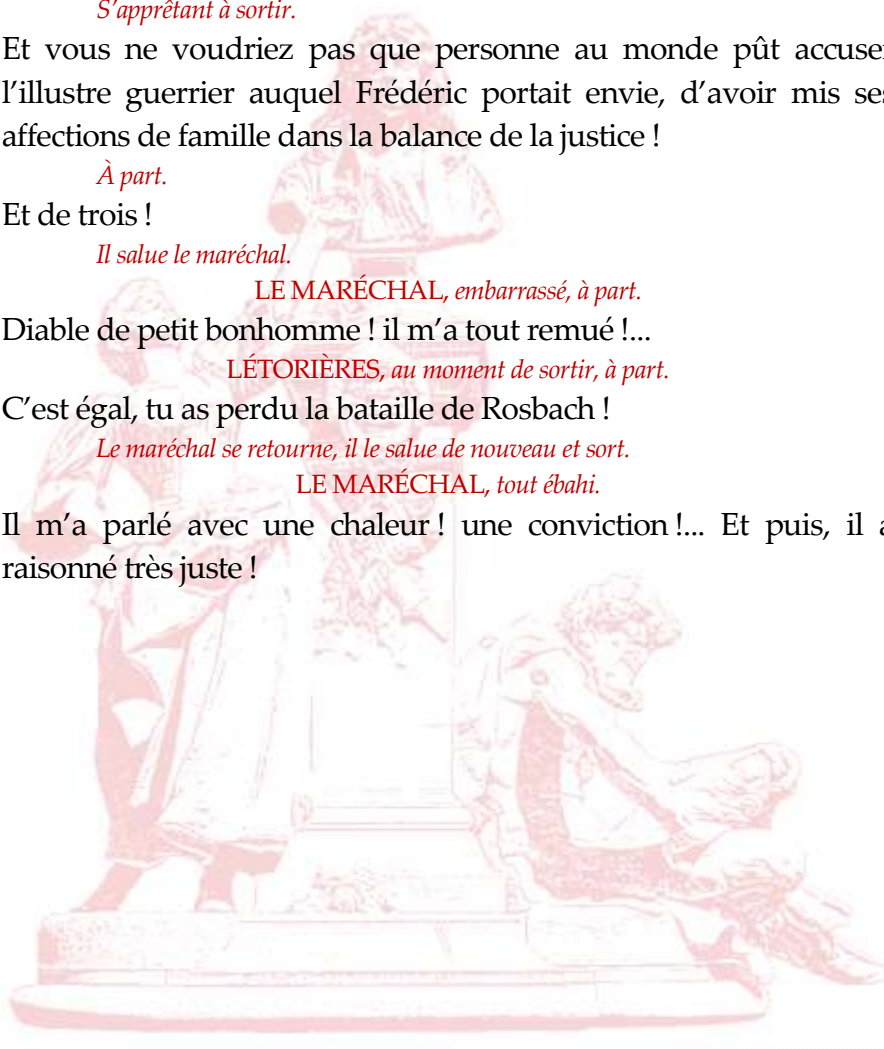 S'apprêtant à sortir.
Et vous ne voudriez pas que personne au monde pût accuser
l'illustre guerrier auquel Frédéric portait envie, d'avoir mis ses
affections de famille dans la balance de la justice !
À part.
Et de trois !
Il salue le maréchal.
LE MARÉCHAL, embarrassé, à part.
Diable de petit bonhomme ! il m'a tout remué !...
LÉTORIÈRES, au moment de sortir, à part.
C'est égal, tu as perdu la bataille de Rosbach !
Le maréchal se retourne, il le salue de nouveau et sort.
LE MARÉCHAL, tout ébahi.
Il m'a parlé avec une chaleur ! une conviction !... Et puis, il a
raisonné très juste !